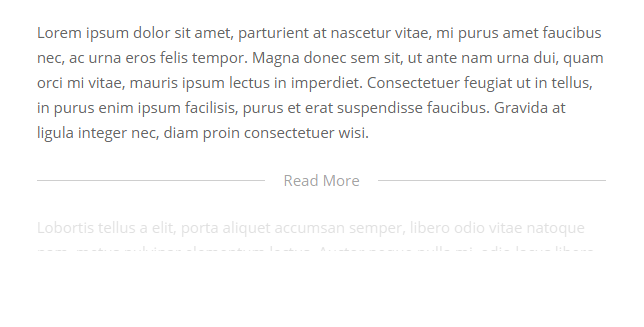 Lorem ipsum dolor sit amet, parturient at nascetur vitae, mi purus amet faucibus
nec, ac urna eros felis tempor. Magna donec sem sit, ut ante nam urna dui, quam
orci mi vitae, mauris ipsum lectus in imperdiet. Consectetuer feugiat ut in tellus,
in purus enim ipsum facilisis, purus et erat suspendisse faucibus. Gravida at
ligula integer nec, diam proin consectetuer wisi.
Read More
Lobortis tellus a elit, porta aliquet accumsan semper, libero odio vitae natoque